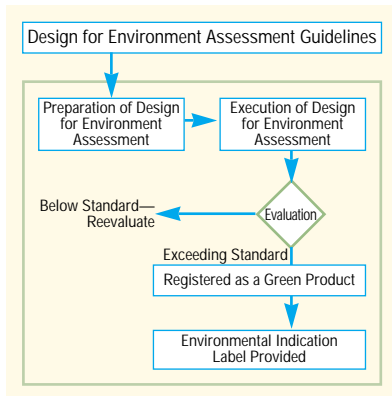 Design for Environment Assessment Guidelines
Preparation of Design
for Environment
Assessment
Execution of Design
for Environment
Assessment
Evaluation
Below Standard—
Reevaluate
Exceeding Standard
Registered as a Green Product
Environmental Indication
Label Provided